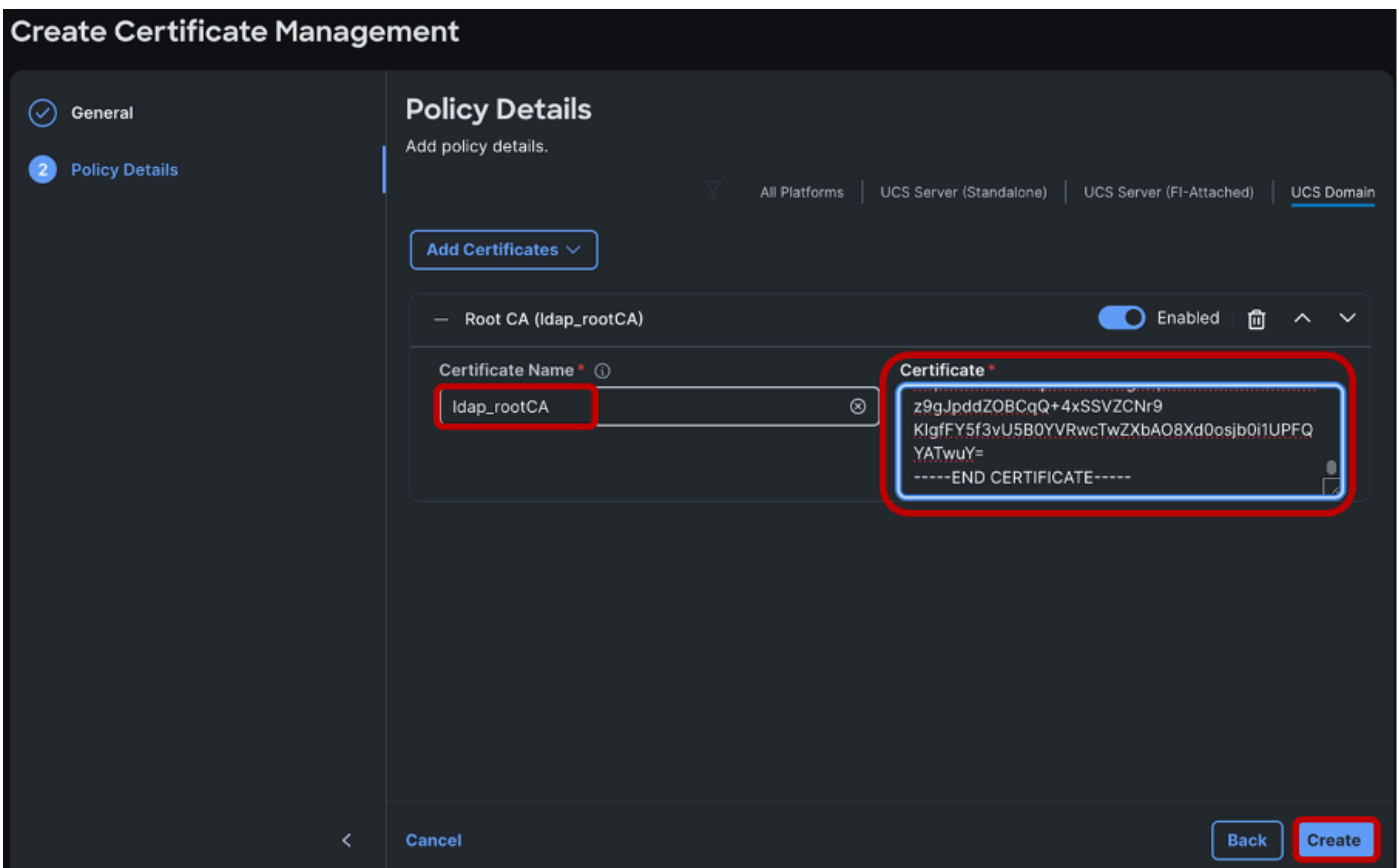 Create Certificate Management
General
Policy Details
Add policy details.
2 Policy Details
All Platforms UCS Server (Standalone) UCS Server (FI-Attached) UCS Domain
Add Certificates
Root CA (ldap_rootCA)
Enabled
Certificate Name *
Certificate *
ldap_rootCA
z9gJpddZOBCqQ+4xSSVZCNr9
KIgfFY5f3vU5B0YVRwcTwZXbAO8Xd0osjb0i1UPFQ
YATwuY=
-----END CERTIFICATE-----
Cancel
Back
Create